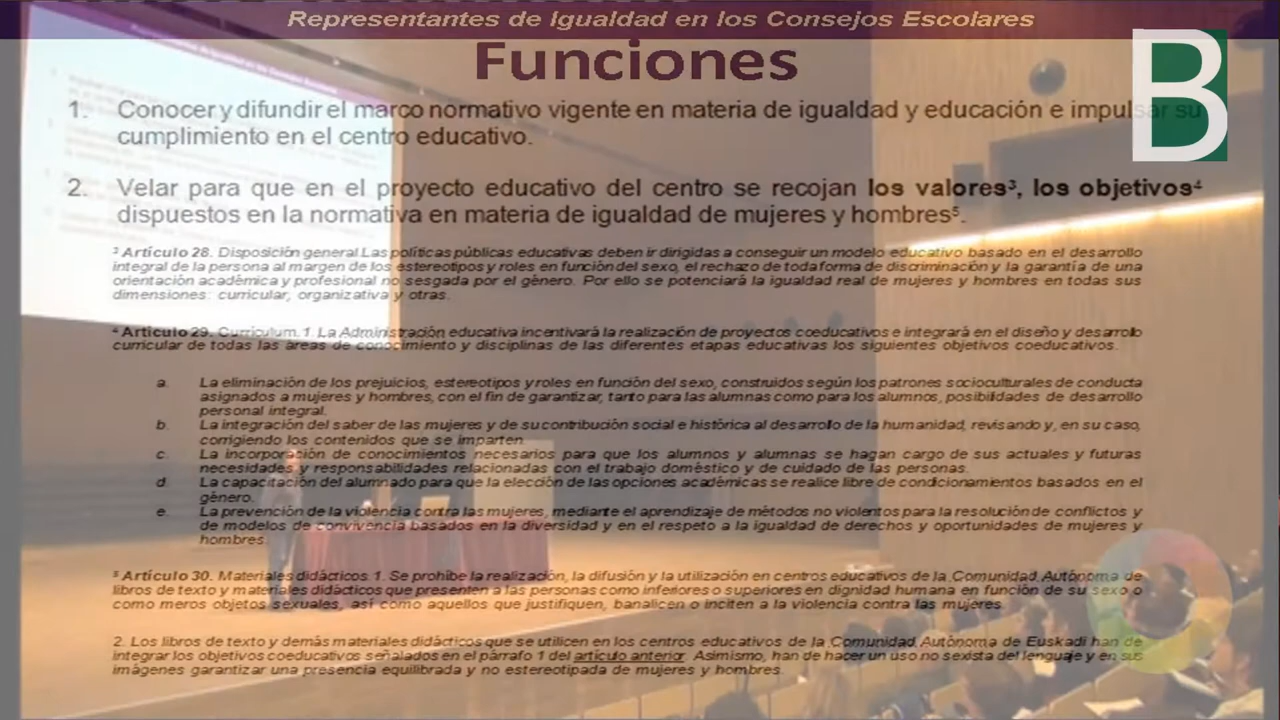 Representantes de Igualdad en los Consejos Escolares
B
Funciones
1. Conocer y difundir el marco normativo vigente en materia de igualdad y educación e impulsar su
cumplimiento en el centro educativo.
2. Velar para que en el proyecto educativo del centro se recojan los valores³, los objetivos⁴
dispuestos en la normativa en materia de igualdad de mujeres y hombres⁵.
³ Artículo 28. Disposición general.Las políticas públicas educativas deben ir dirigidas a conseguir un modelo educativo basado en el desarrollo
integral de la persona al margen de los estereotipos y roles en función del sexo, el rechazo de toda forma de discriminación y la garantía de una
orientación académica y profesional no sesgada por el género. Por ello se potenciará la igualdad real de mujeres y hombres en todas sus
dimensiones: curricular, organizativa y otras.
⁴ Artículo 29. Currículum. 1. La Administración educativa incentivará la realización de proyectos coeducativos e integrará en el diseño y desarrollo
curricular de todas las áreas de conocimiento y disciplinas de las diferentes etapas educativas los siguientes objetivos coeducativos.
a. La eliminación de los prejuicios, estereotipos y roles en función del sexo, construidos según los patrones socioculturales de conducta
asignados a mujeres y hombres, con el fin de garantizar, tanto para las alumnas como para los alumnos, posibilidades de desarrollo
personal integral.
b. La integración del saber de las mujeres y de su contribución social e histórica al desarrollo de la humanidad, revisando y, en su caso,
corrigiendo los contenidos que se imparten.
c. La incorporación de conocimientos necesarios para que los alumnos y alumnas se hagan cargo de sus actuales y futuras
necesidades y responsabilidades relacionadas con el trabajo doméstico y de cuidado de las personas.
d. La capacitación del alumnado para que la elección de las opciones académicas se realice libre de condicionamientos basados en el
género.
e. La prevención de la violencia contra las mujeres, mediante el aprendizaje de métodos no violentos para la resolución de conflictos y
de modelos de convivencia basados en la diversidad y en el respeto a la igualdad de derechos y oportunidades de mujeres y
hombres.
⁵ Artículo 30. Materiales didácticos 1. Se prohíbe la realización, la difusión y la utilización en centros educativos de la Comunidad Autónoma de
libros de texto y materiales didácticos que presenten a las personas como inferiores o superiores en dignidad humana en función de su sexo o
como meros objetos sexuales, así como aquellos que justifiquen, banalicen o inciten a la violencia contra las mujeres.
2. Los libros de texto y demás materiales didácticos que se utilicen en los centros educativos de la Comunidad Autónoma de Euskadi han de
integrar los objetivos coeducativos señalados en el párrafo 1 del artículo anterior. Asimismo, han de hacer un uso no sexista del lenguaje y en sus
imágenes garantizar una presencia equilibrada y no estereotipada de mujeres y hombres.